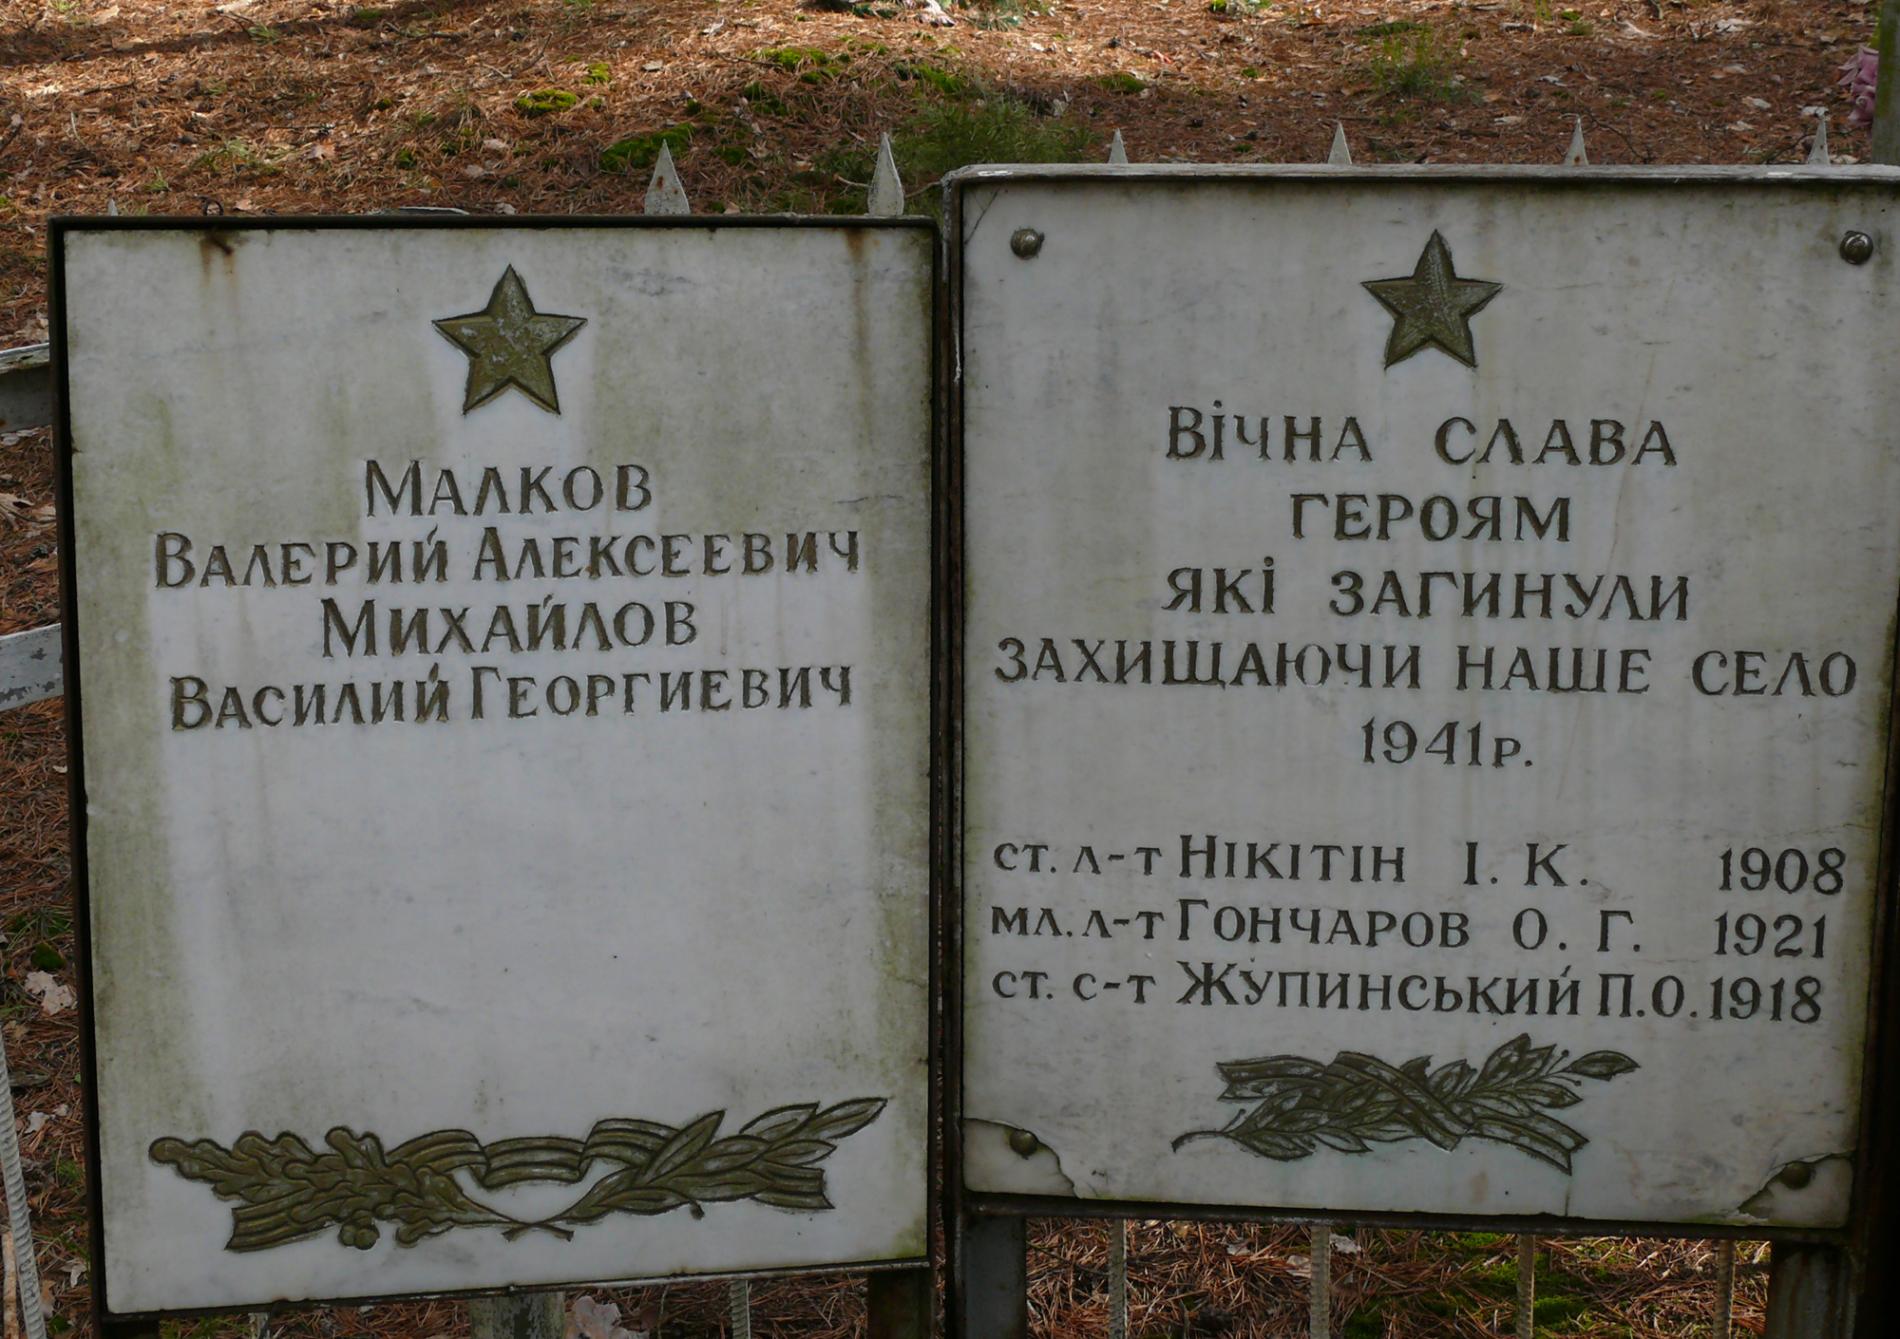 Малков
Валерий Алексеевич
Михайлов
Василий Георгиевич
Вічна слава
героям
які загинули
захищаючи наше село
1941р.
ст. л-т Нікітін І. К. 1908
мл. л-т Гончаров О. Г. 1921
ст. с-т Жупинський П.О. 1918